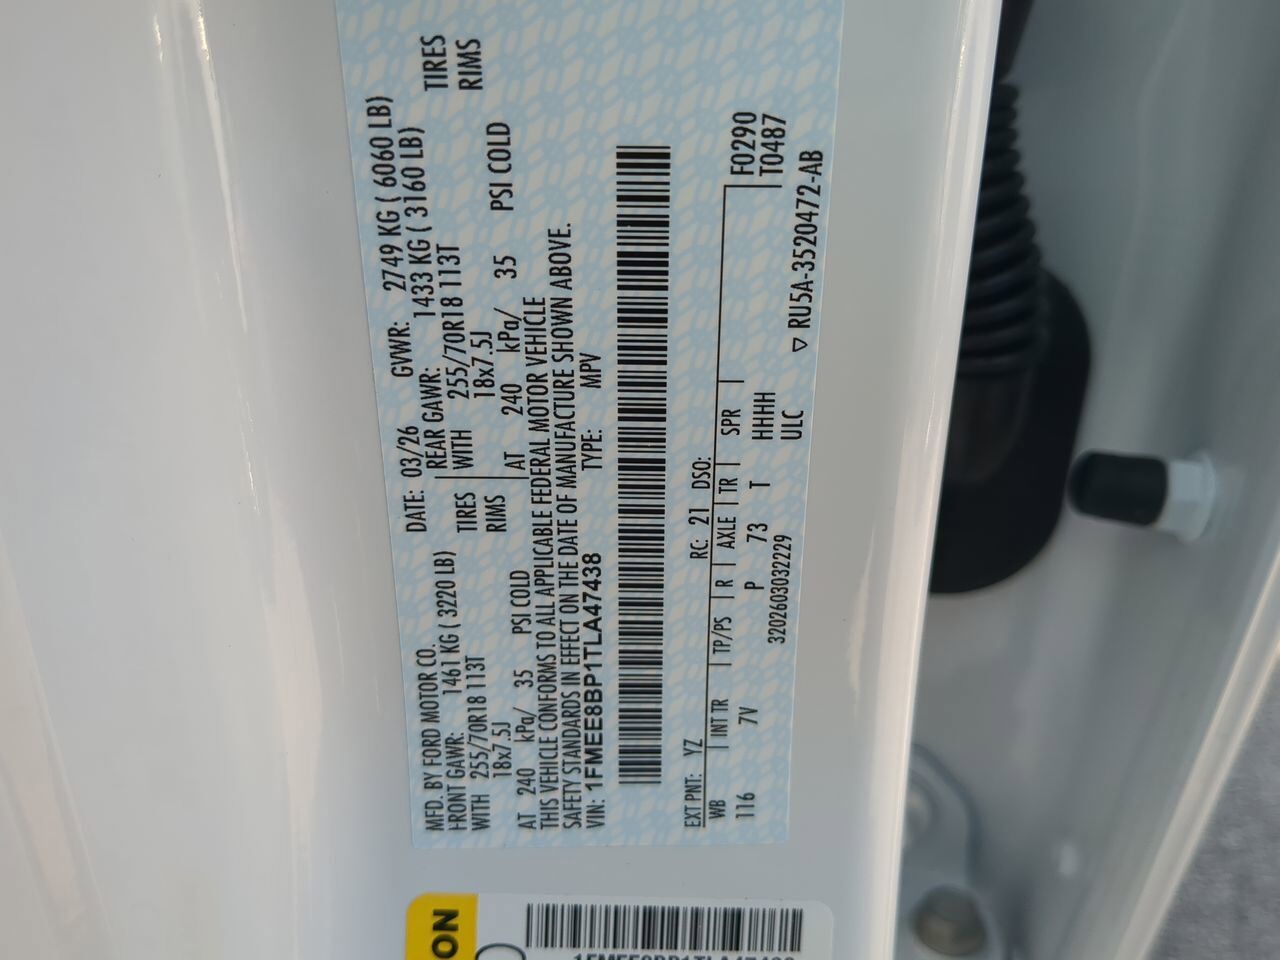 MFD. BY FORD MOTOR CO. DATE: 03/26 GVWR: 2749 KG ( 6060 LB)
FRONT GAWR: 1461 KG ( 3220 LB) REAR GAWR: 1433 KG ( 3160 LB)
WITH 255/70R18 113T TIRES WITH 255/70R18 113T TIRES
18x7.5J RIMS 18x7.5J RIMS
AT 240 kPa/ 35 PSI COLD AT 240 kPa/ 35 PSI COLD
THIS VEHICLE CONFORMS TO ALL APPLICABLE FEDERAL MOTOR VEHICLE
SAFETY STANDARDS IN EFFECT ON THE DATE OF MANUFACTURE SHOWN ABOVE.
VIN: 1FMEE8BP1TLA47438 TYPE: MPV
EXT PNT: YZ RC: 21 DSO:
WB INT TR TP/PS R AXLE TR SPR F0290
116 7V P 73 T HHHH T0487
3202603032229 ULC
▽ RU5A-3520472-AB
ON